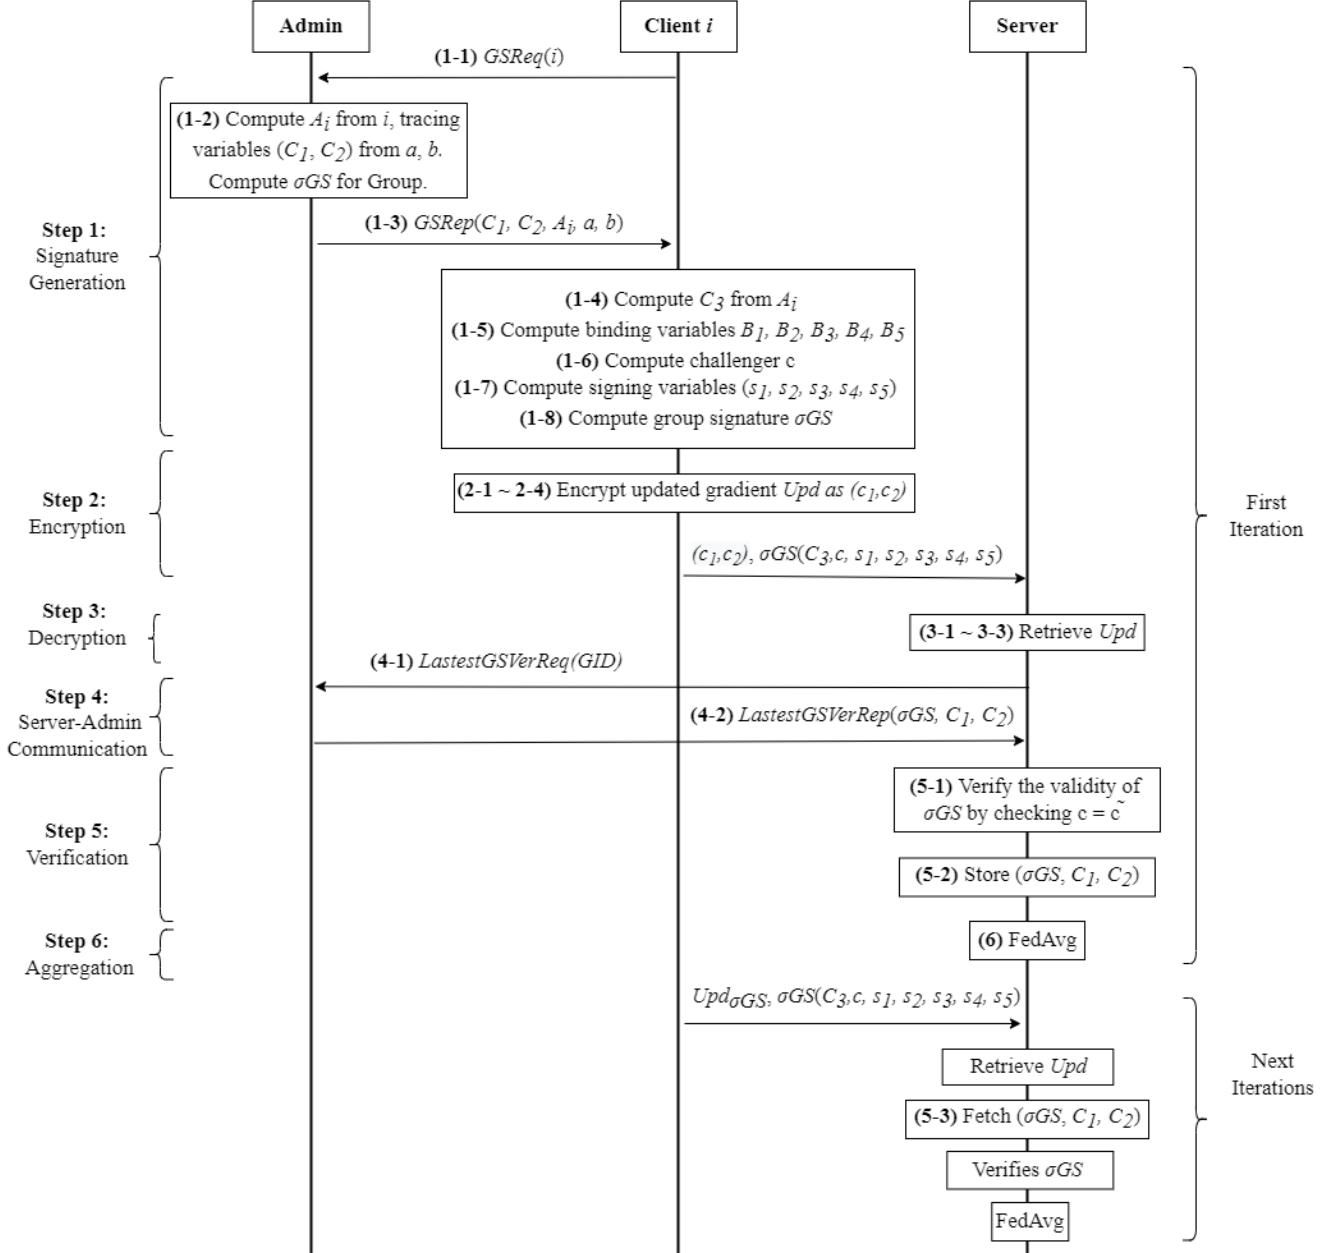 Admin
Client i
Server
(1-1) GSReq(i)
(1-2) Compute A_i from i, tracing
variables (C_1, C_2) from a, b.
Compute σGS for Group.
(1-3) GSRep(C_1, C_2, A_i, a, b)
Step 1:
Signature
Generation
(1-4) Compute C_3 from A_i
(1-5) Compute binding variables B_1, B_2, B_3, B_4, B_5
(1-6) Compute challenger c
(1-7) Compute signing variables (s_1, s_2, s_3, s_4, s_5)
(1-8) Compute group signature σGS
Step 2:
Encryption
(2-1 ~ 2-4) Encrypt updated gradient Upd as (c_1,c_2)
First
Iteration
(c_1,c_2), σGS(C_3,c, s_1, s_2, s_3, s_4, s_5)
Step 3:
Decryption
(3-1 ~ 3-3) Retrieve Upd
(4-1) LastestGSVerReq(GID)
Step 4:
Server-Admin
Communication
(4-2) LastestGSVerRep(σGS, C_1, C_2)
(5-1) Verify the validity of
σGS by checking c = c̃
Step 5:
Verification
(5-2) Store (σGS, C_1, C_2)
Step 6:
Aggregation
(6) FedAvg
Upd_σGS, σGS(C_3,c, s_1, s_2, s_3, s_4, s_5)
Retrieve Upd
Next
Iterations
(5-3) Fetch (σGS, C_1, C_2)
Verifies σGS
FedAvg